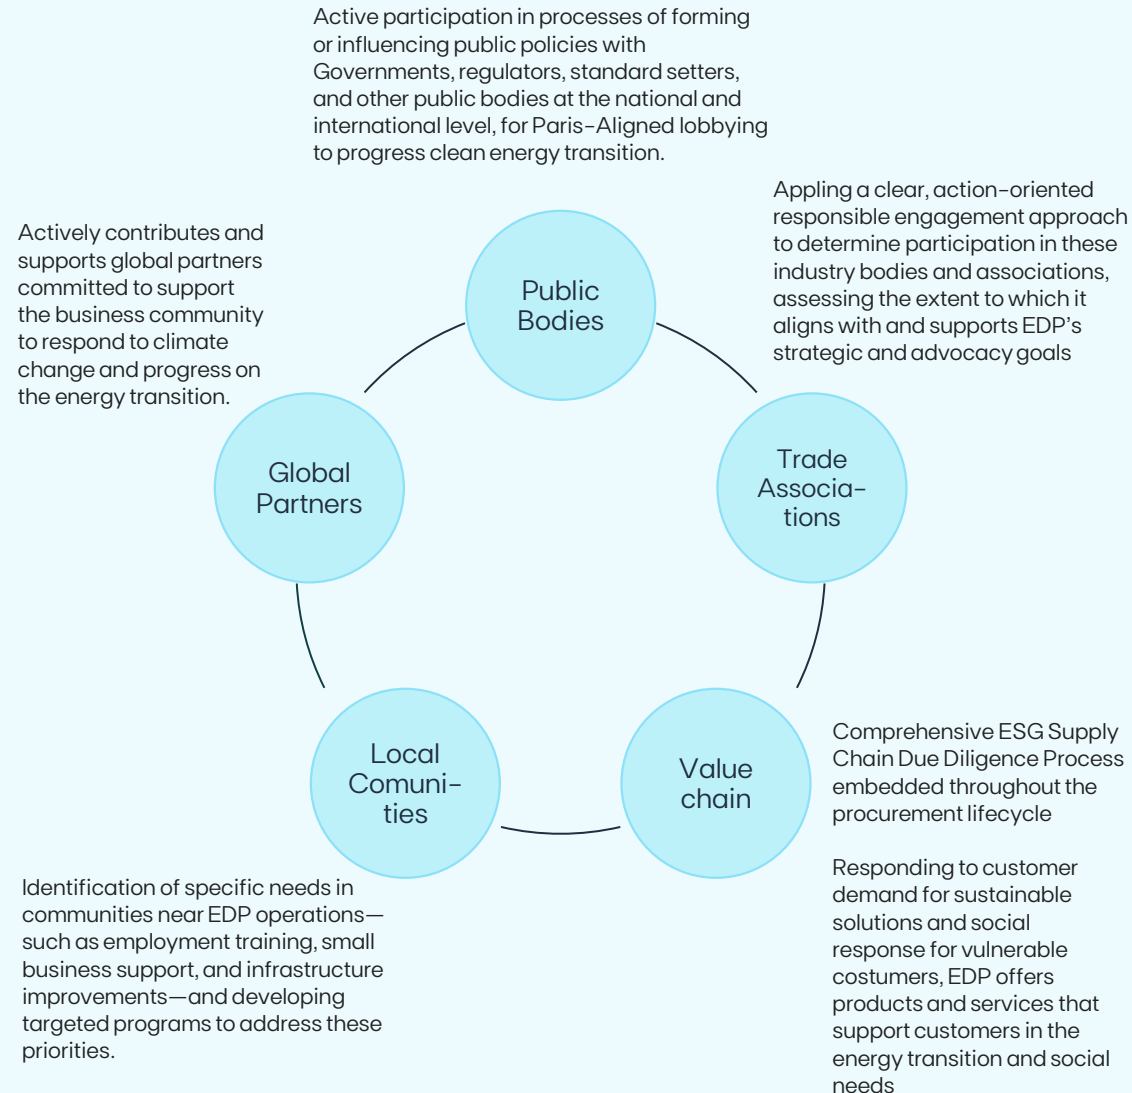 Active participation in processes of forming
or influencing public policies with
Governments, regulators, standard setters,
and other public bodies at the national and
international level, for Paris-Aligned lobbying
to progress clean energy transition.
Public
Bodies
Appling a clear, action-oriented
responsible engagement approach
to determine participation in these
industry bodies and associations,
assessing the extent to which it
aligns with and supports EDP's
strategic and advocacy goals
Trade
Associa-
tions
Actively contributes and
supports global partners
committed to support
the business community
to respond to climate
change and progress on
the energy transition.
Global
Partners
Value
chain
Comprehensive ESG Supply
Chain Due Diligence Process
embedded throughout the
procurement lifecycle
Responding to customer
demand for sustainable
solutions and social
response for vulnerable
costumers, EDP offers
products and services that
support customers in the
energy transition and social
needs
Local
Comuni-
ties
Identification of specific needs in
communities near EDP operations—
such as employment training, small
business support, and infrastructure
improvements—and developing
targeted programs to address these
priorities.